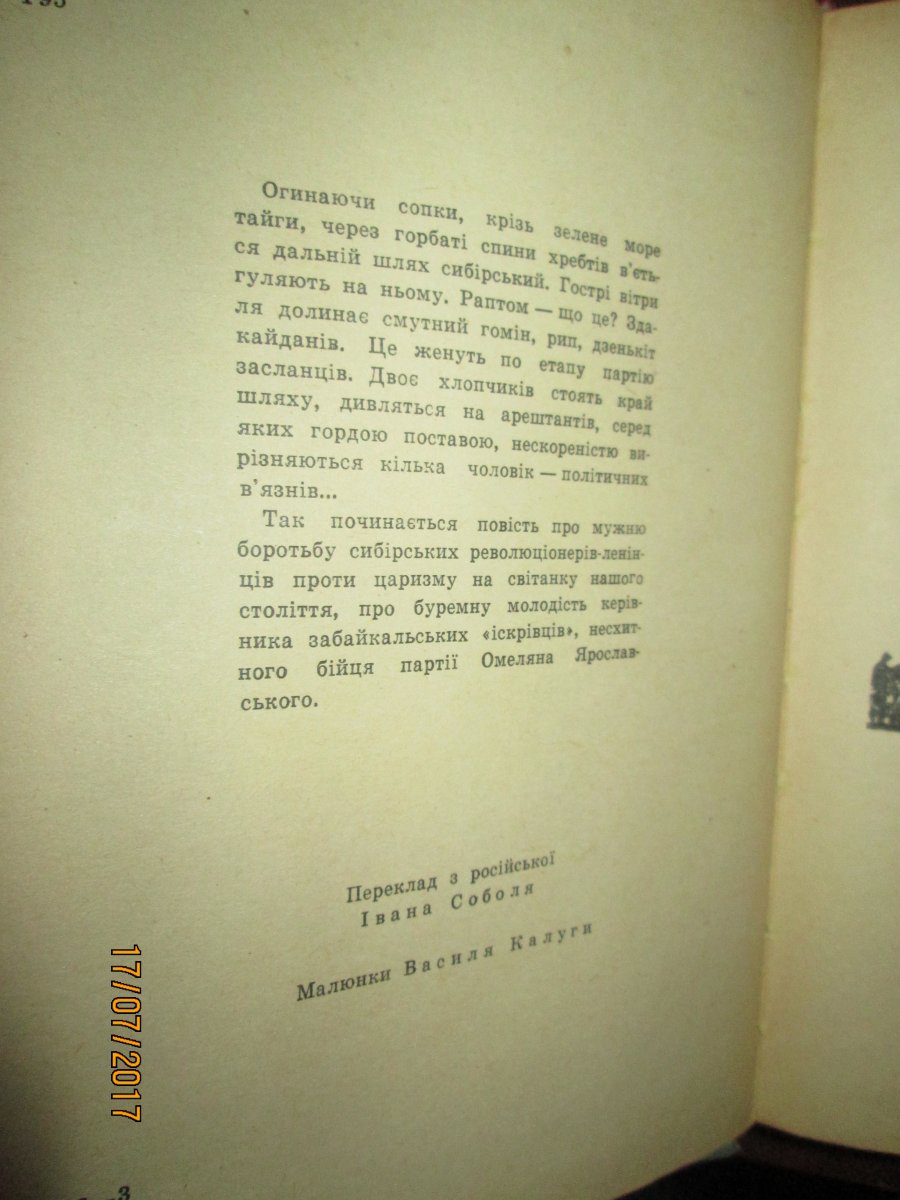 Огинаючи сопки, крізь зелене море
тайги, через горбаті спини хребтів в'єть-
ся дальній шлях сибірський. Гострі вітри
гуляють на ньому. Раптом — що це? Зда-
ля долинає смутний гомін, рип, дзенькіт
кайданів. Це женуть по етапу партію
засланців. Двоє хлопчиків стоять край
шляху, дивляться на арештантів, серед
яких гордою поставою, нескореністю ви-
різняються кілька чоловік — політичних
в'язнів...
Так починається повість про мужню
боротьбу сибірських революціонерів-ленін-
ців проти царизму на світанку нашого
століття, про буремну молодість керів-
ника забайкальських «іскрівців», несхит-
ного бійця партії Омеляна Ярослав-
ського.
Переклад з російської
Івана Соболя
Малюнки Василя Калуги
17/07/2017